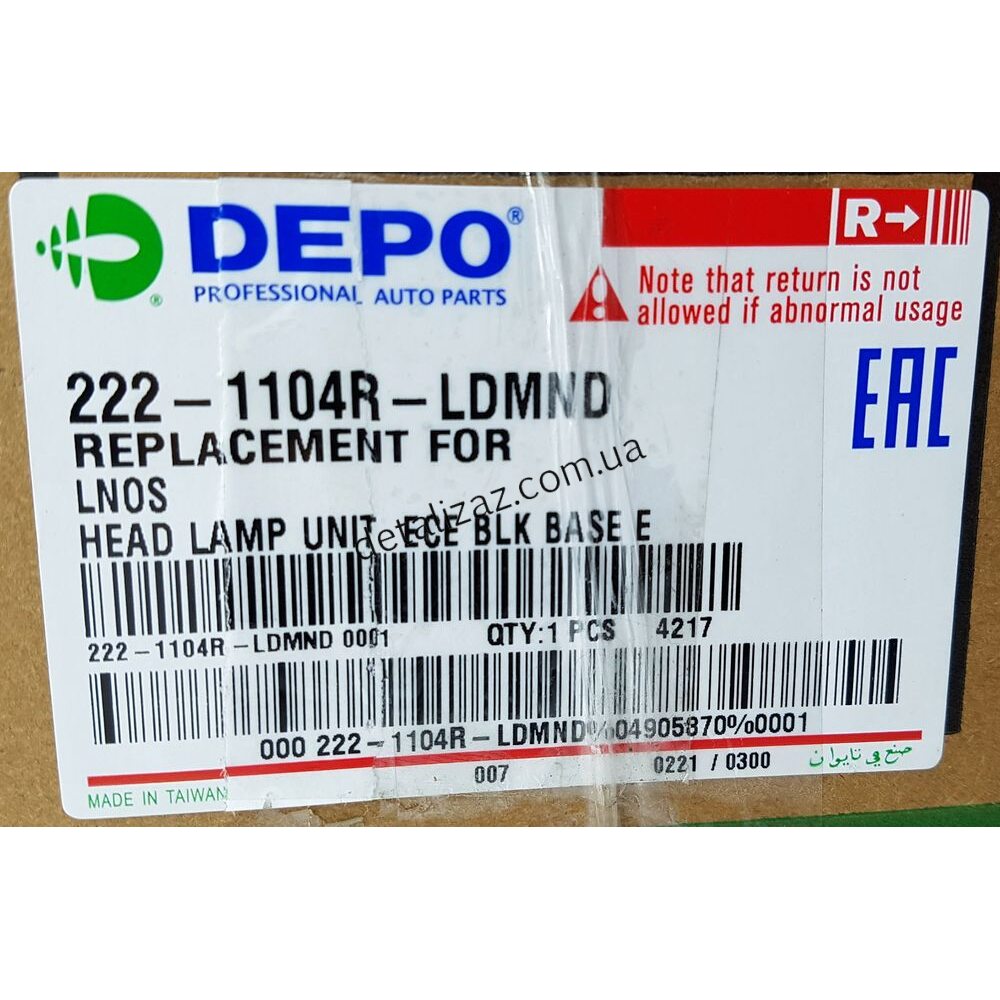 DEPO®
PROFESSIONAL AUTO PARTS
®
R→
Note that return is not
allowed if abnormal usage
222-1104R-LDMND
EAC
REPLACEMENT FOR
LNOS
HEAD LAMP UNIT, ECE BLK BASE E
detalizaz.com.ua
222-1104R-LDMND 0001 QTY:1 PCS 4217
000 222-1104R-LDMND%04905870%0001
007 0221 / 0300 صنع في تايوان
MADE IN TAIWAN